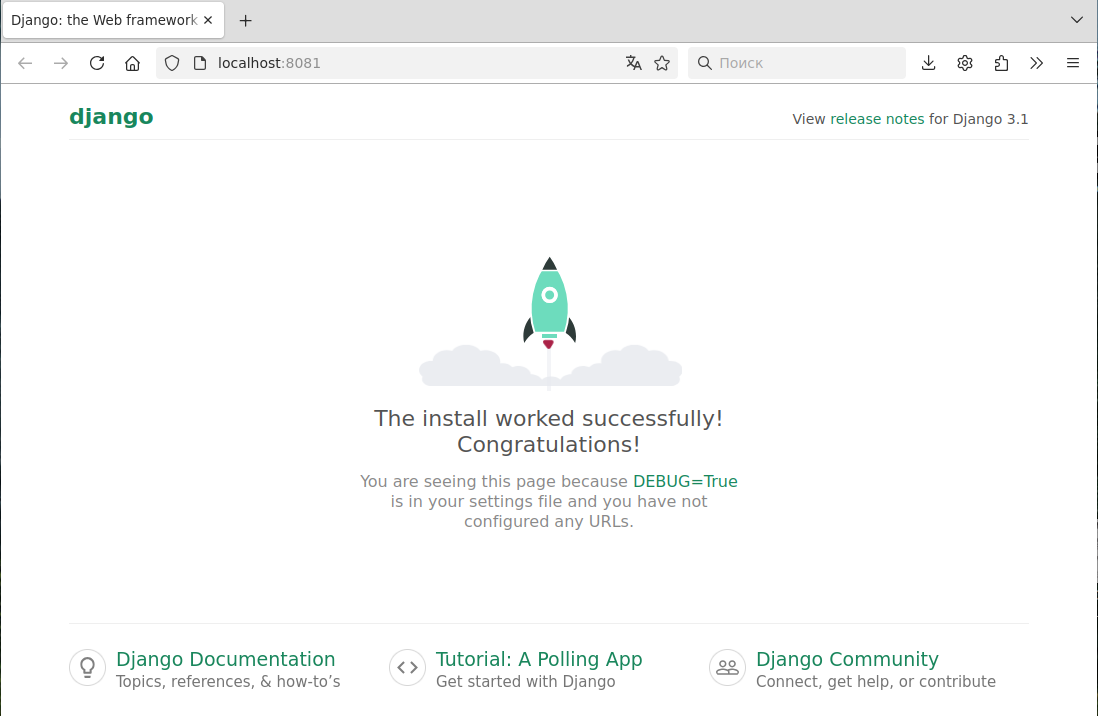 Django: the Web framework
localhost:8081
Поиск
django
View release notes for Django 3.1
The install worked successfully!
Congratulations!
You are seeing this page because DEBUG=True
is in your settings file and you have not
configured any URLs.
Django Documentation
Topics, references, & how-to’s
Tutorial: A Polling App
Get started with Django
Django Community
Connect, get help, or contribute